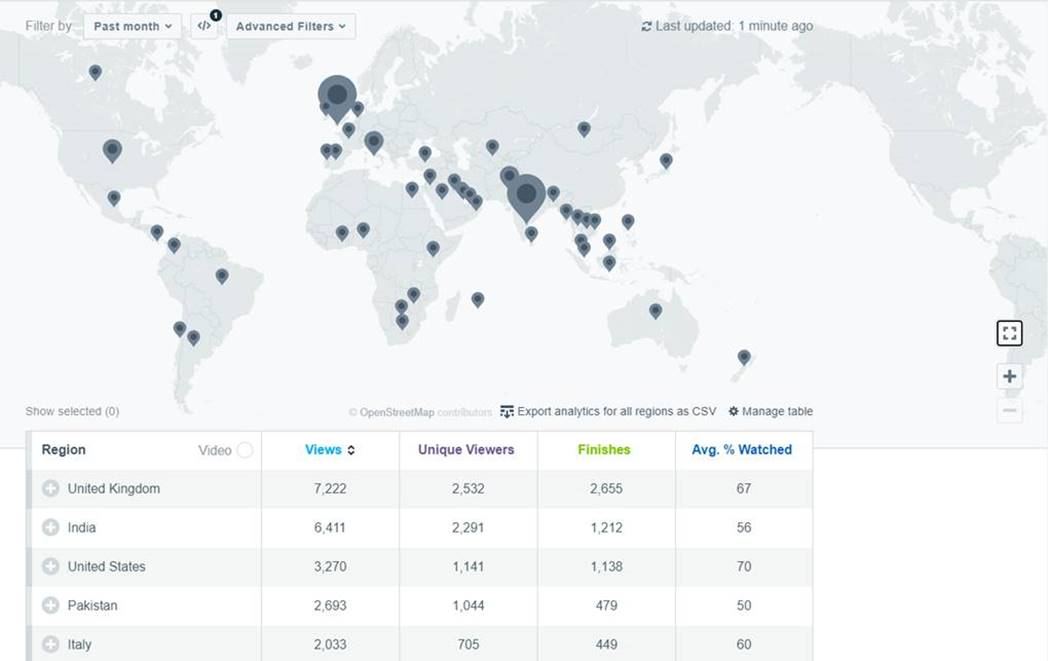 Filter by Past month </> 1 Advanced Filters Last updated: 1 minute ago
Show selected (0) © OpenStreetMap contributors Export analytics for all regions as CSV Manage table
Region Video Views Unique Viewers Finishes Avg. % Watched
United Kingdom 7,222 2,532 2,655 67
India 6,411 2,291 1,212 56
United States 3,270 1,141 1,138 70
Pakistan 2,693 1,044 479 50
Italy 2,033 705 449 60